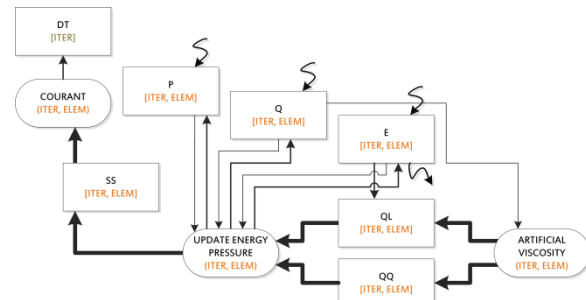 DT
[ITER]
COURANT
(ITER, ELEM)
P
[ITER, ELEM]
Q
[ITER, ELEM]
E
[ITER, ELEM]
SS
[ITER, ELEM]
QL
[ITER, ELEM]
UPDATE ENERGY
PRESSURE
(ITER, ELEM)
ARTIFICIAL
VISCOSITY
(ITER, ELEM)
QQ
[ITER, ELEM]